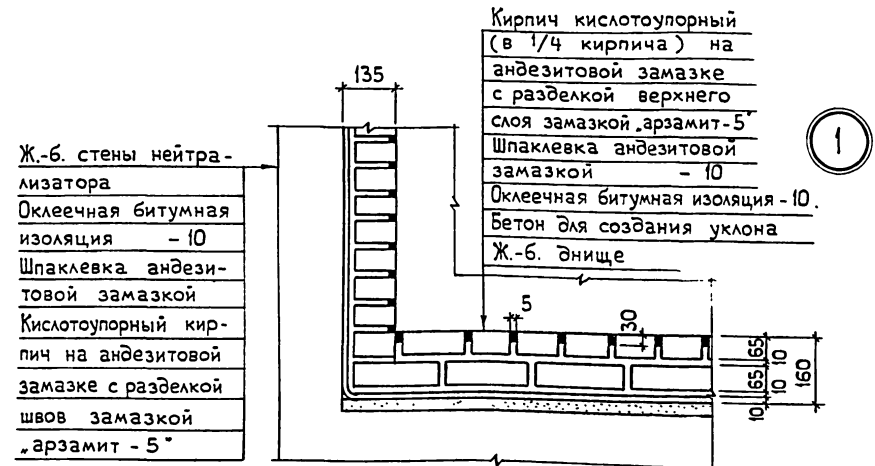 Кирпич кислотоупорный
(в 1/4 кирпича) на
андезитовой замазке
с разделкой верхнего
слоя замазкой „арзамит-5"
Шпаклевка андезитовой
замазкой - 10
Оклеечная битумная изоляция - 10.
Бетон для создания уклона
Ж.-б. днище
1
135
Ж.-б. стены нейтра-
лизатора
Оклеечная битумная
изоляция - 10
Шпаклевка андези-
товой замазкой
Кислотоупорный кир-
пич на андезитовой
замазке с разделкой
швов замазкой
„арзамит - 5"
5
30
65
10
65
10
10
160